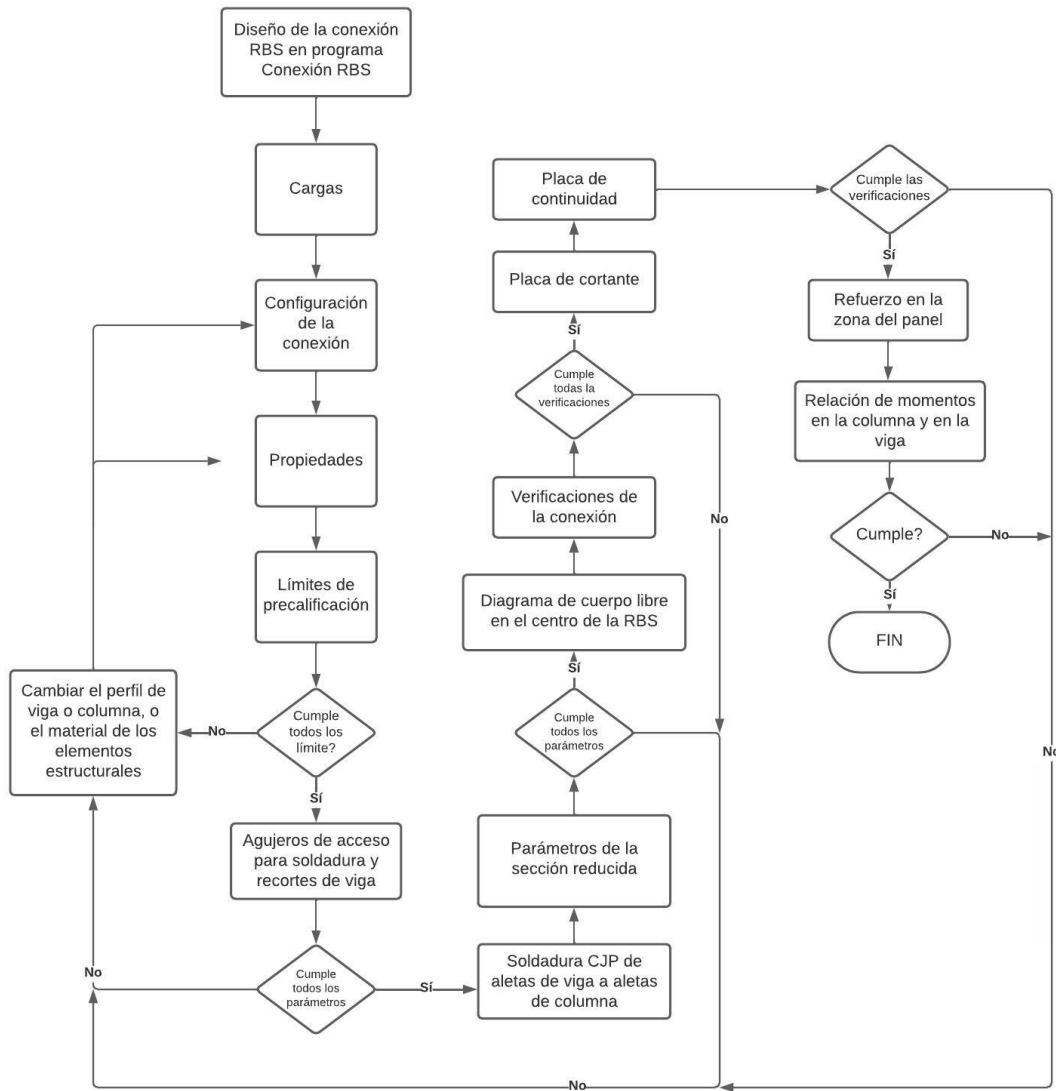 Diseño de la conexión
RBS en programa
Conexión RBS
Cargas
Configuración
de la
conexión
Propiedades
Límites de
precalificación
Cumple
todos los
límite?
No
Cambiar el perfil de
viga o columna, o
el material de los
elementos
estructurales
Sí
Agujeros de acceso
para soldadura y
recortes de viga
Cumple
todos los
parámetros
No
Sí
Soldadura CJP de
aletas de viga a aletas
de columna
Parámetros de la
sección reducida
Cumple
todos los
parámetros
Sí
Diagrama de cuerpo libre
en el centro de la RBS
Verificaciones de
la conexión
Cumple
todas la
verificaciones
No
Sí
Placa de cortante
Placa de
continuidad
Cumple las
verificaciones
Sí
Refuerzo en la
zona del panel
Relación de momentos
en la columna y en la
viga
Cumple?
No
Sí
FIN
No
No